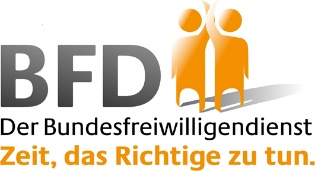 BFD
Der Bundesfreiwilligendienst
Zeit, das Richtige zu tun.